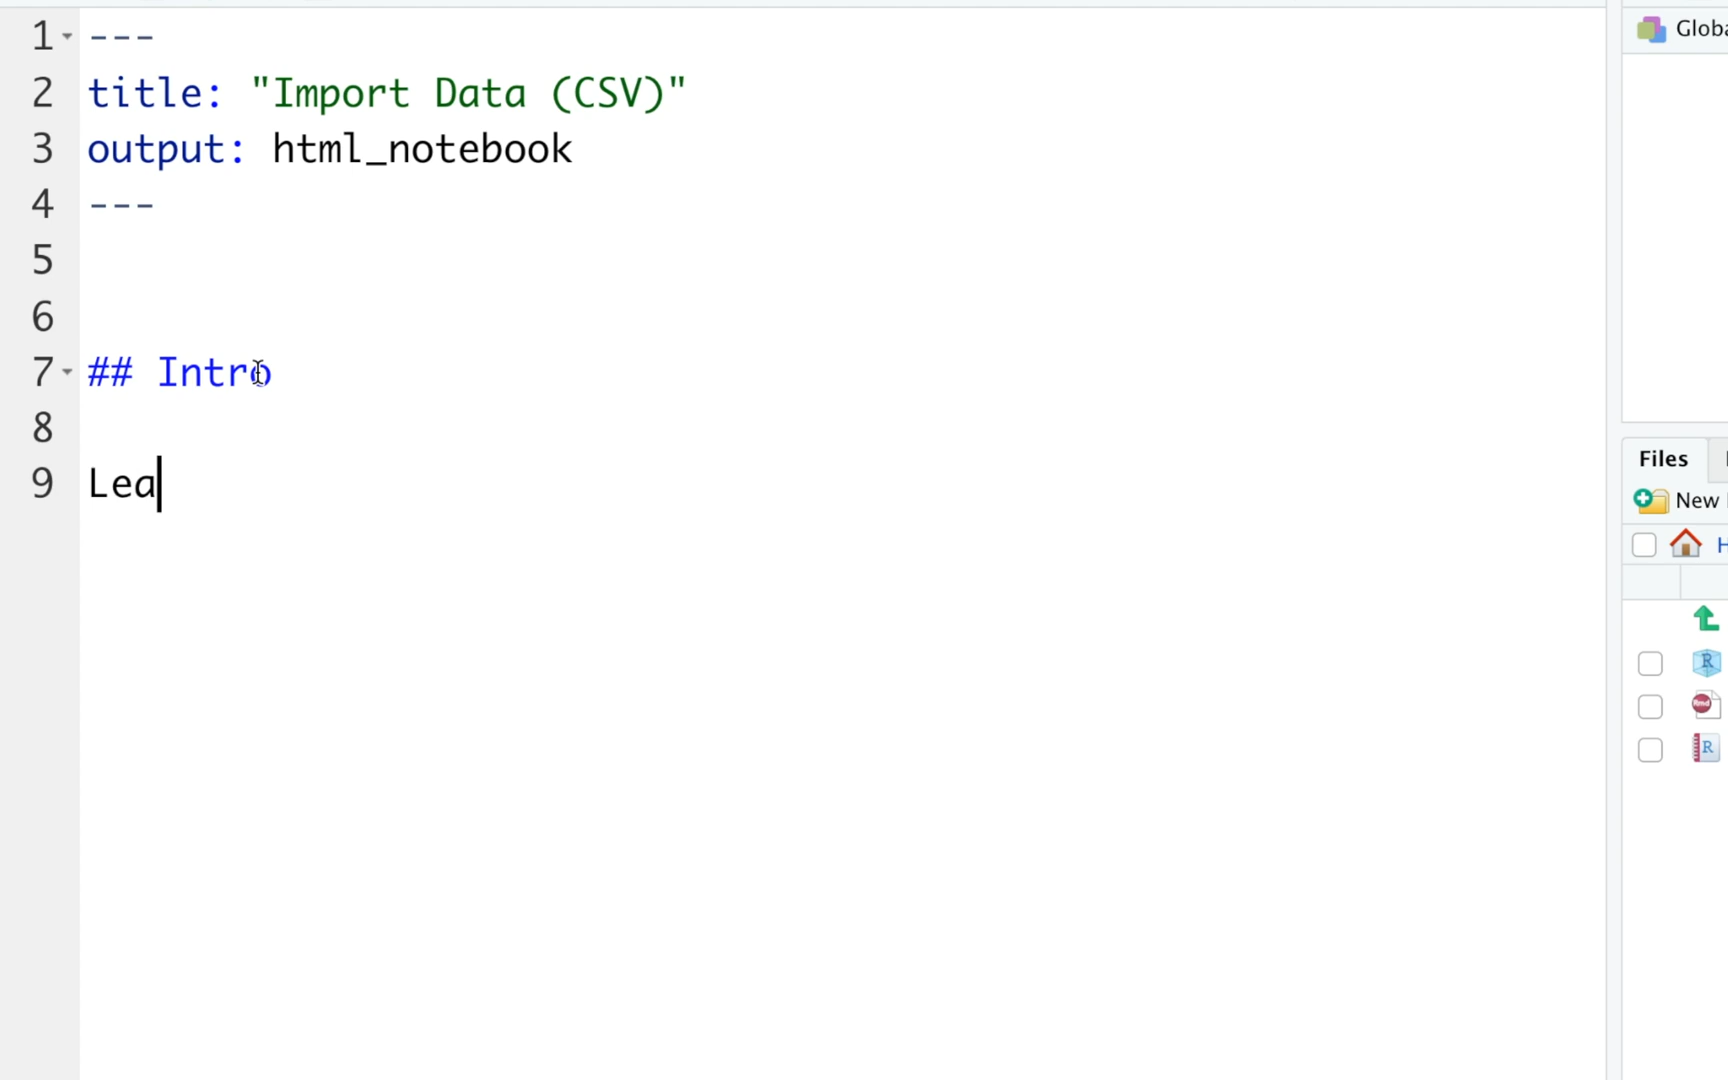 1 ---
2 title: "Import Data (CSV)"
3 output: html_notebook
4 ---
5
6
7 ## Intro
8
9 Lea
Files
New